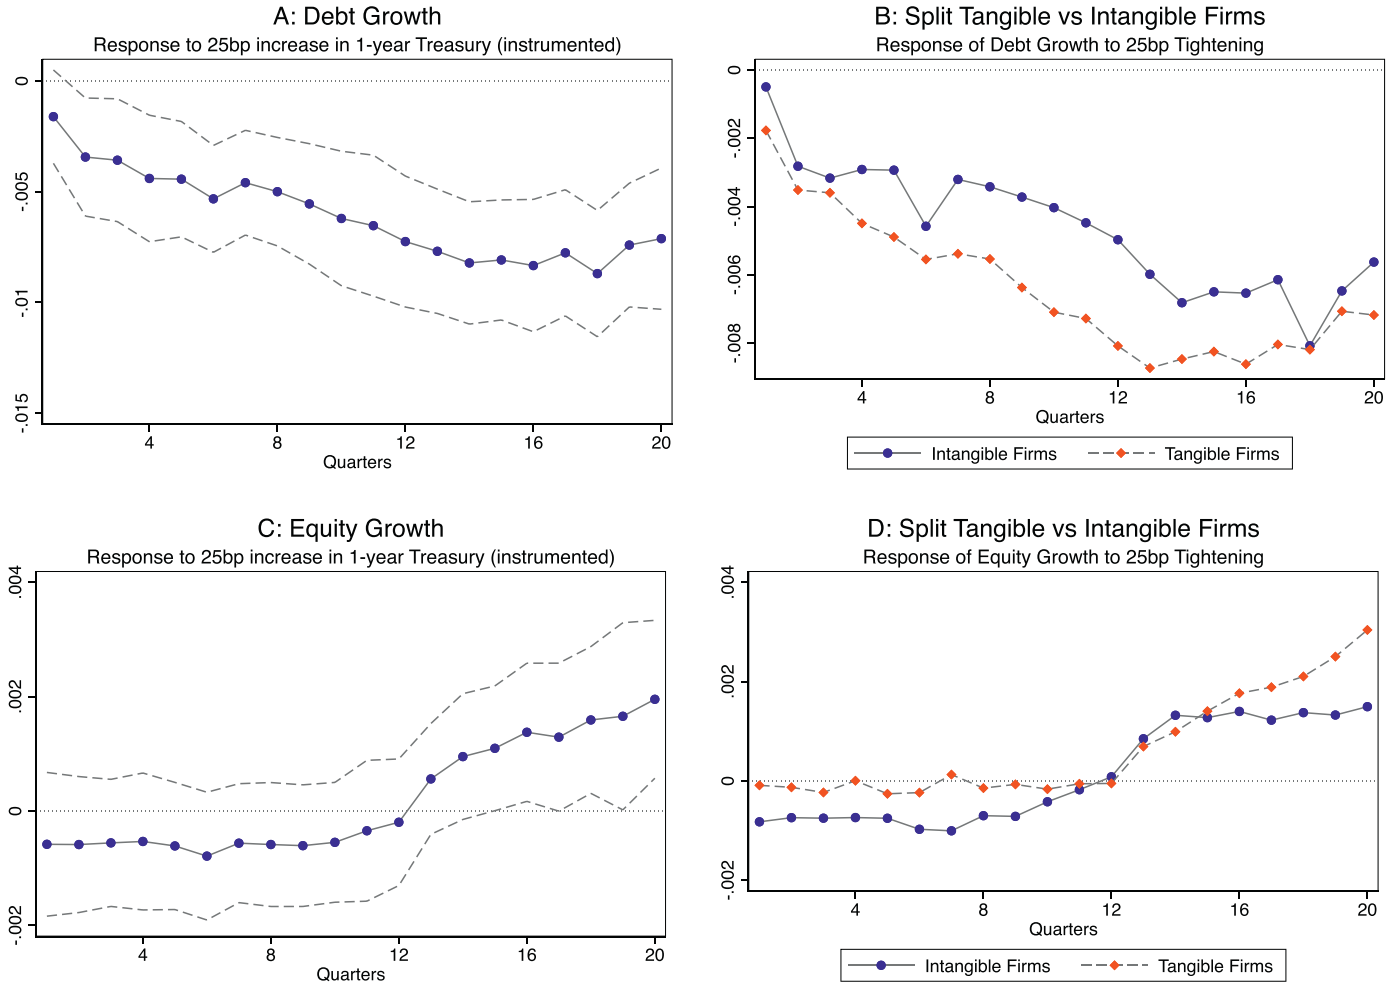 A: Debt Growth
Response to 25bp increase in 1-year Treasury (instrumented)
0
-.005
-.01
-.015
4 8 12 16 20
Quarters
B: Split Tangible vs Intangible Firms
Response of Debt Growth to 25bp Tightening
0
-.002
-.004
-.006
-.008
4 8 12 16 20
Quarters
Intangible Firms Tangible Firms
C: Equity Growth
Response to 25bp increase in 1-year Treasury (instrumented)
.004
.002
0
-.002
4 8 12 16 20
Quarters
D: Split Tangible vs Intangible Firms
Response of Equity Growth to 25bp Tightening
.004
.002
0
-.002
4 8 12 16 20
Quarters
Intangible Firms Tangible Firms